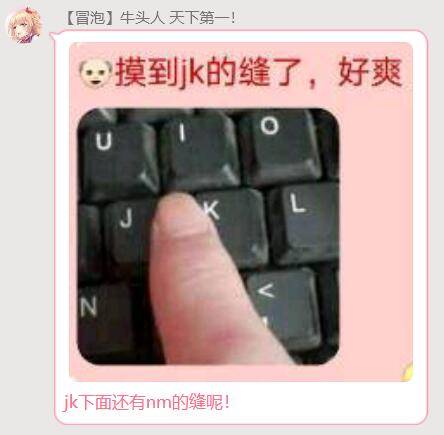 【冒泡】牛头人 天下第一！
摸到jk的缝了，好爽
U I O
J K L
N <
,
jk下面还有nm的缝呢！